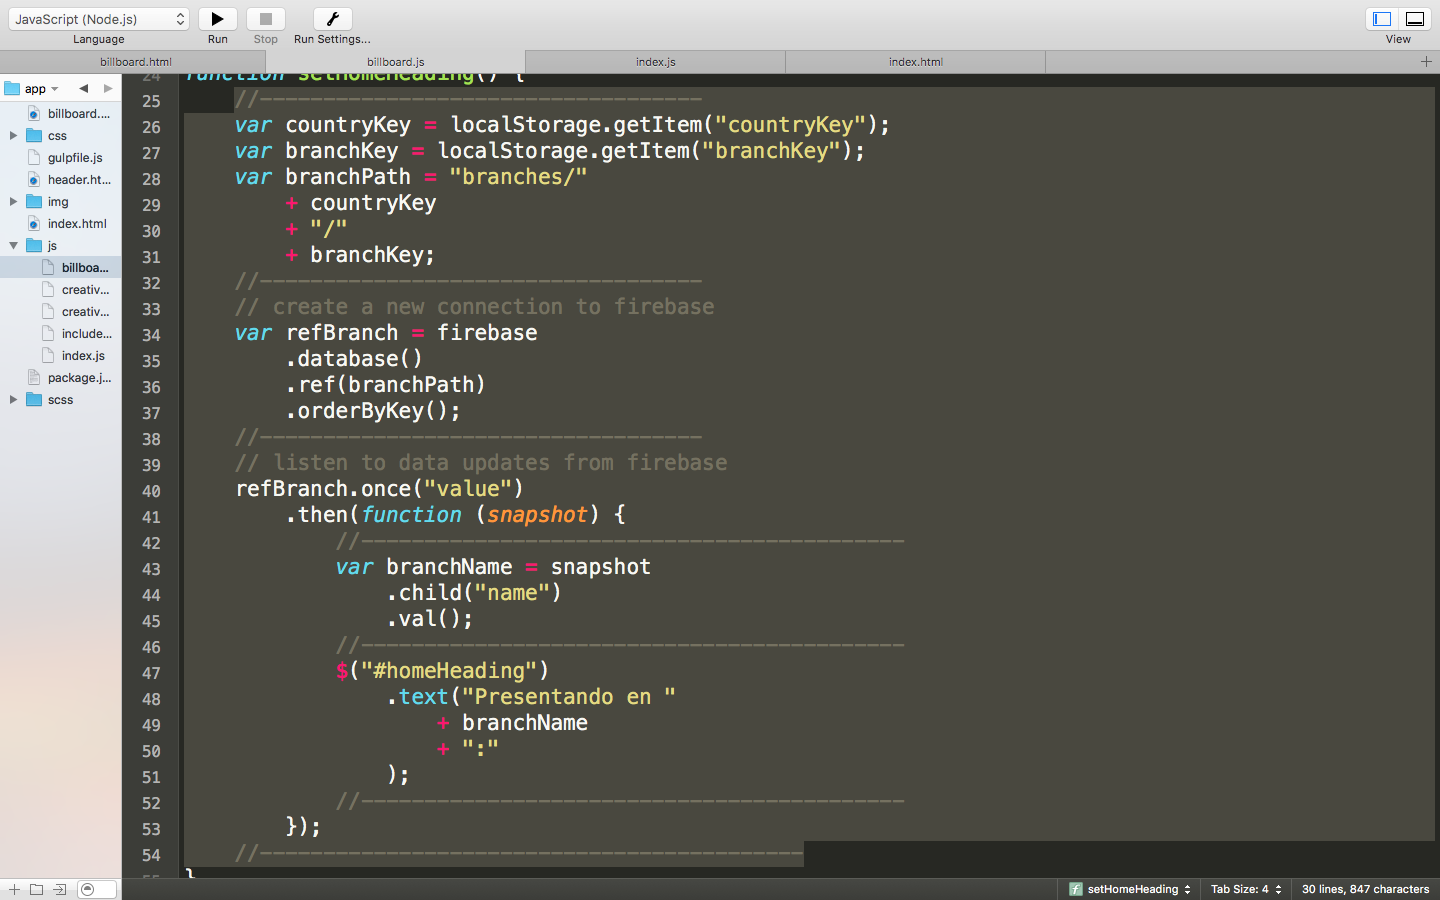 JavaScript (Node.js)
Language
Run
Stop
Run Settings...
View
billboard.html
billboard.js
index.js
index.html
app
billboard....
css
gulpfile.js
header.ht...
img
index.html
js
billboa...
creativ...
creativ...
include...
index.js
package.j...
scss
24 function setHomeHeading() {
25 //-----------------------------------
26 var countryKey = localStorage.getItem("countryKey");
27 var branchKey = localStorage.getItem("branchKey");
28 var branchPath = "branches/"
29 + countryKey
30 + "/"
31 + branchKey;
32 //-----------------------------------
33 // create a new connection to firebase
34 var refBranch = firebase
35 .database()
36 .ref(branchPath)
37 .orderByKey();
38 //-----------------------------------
39 // listen to data updates from firebase
40 refBranch.once("value")
41 .then(function (snapshot) {
42 //-------------------------------------------
43 var branchName = snapshot
44 .child("name")
45 .val();
46 //-------------------------------------------
47 $("#homeHeading")
48 .text("Presentando en "
49 + branchName
50 + ":"
51 );
52 //-------------------------------------------
53 });
54 //-------------------------------------------
55 }
setHomeHeading
Tab Size: 4
30 lines, 847 characters